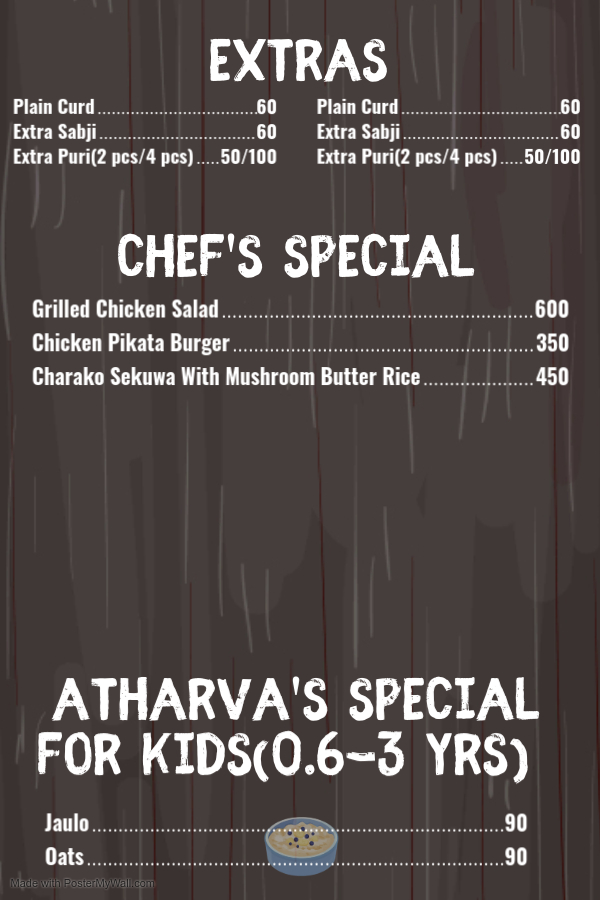 EXTRAS
Plain Curd....................................60
Extra Sabji....................................60
Extra Puri(2 pcs/4 pcs).....50/100
Plain Curd....................................60
Extra Sabji....................................60
Extra Puri(2 pcs/4 pcs).....50/100
CHEF'S SPECIAL
Grilled Chicken Salad..............................................................600
Chicken Pikata Burger............................................................350
Charako Sekuwa With Mushroom Butter Rice......................450
ATHARVA'S SPECIAL
FOR KIDS(0.6-3 YRS)
Jaulo..................................................................................90
Oats...................................................................................90
Made with PosterMyWall.com